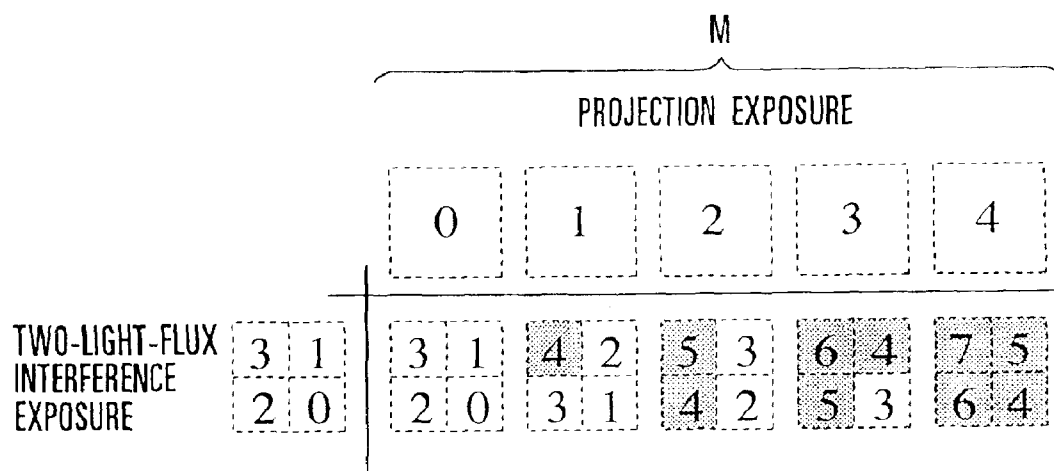 M
PROJECTION EXPOSURE
0 1 2 3 4
TWO-LIGHT-FLUX
INTERFERENCE
EXPOSURE
3 1 3 1 4 2 5 3 6 4 7 5
2 0 2 0 3 1 4 2 5 3 6 4